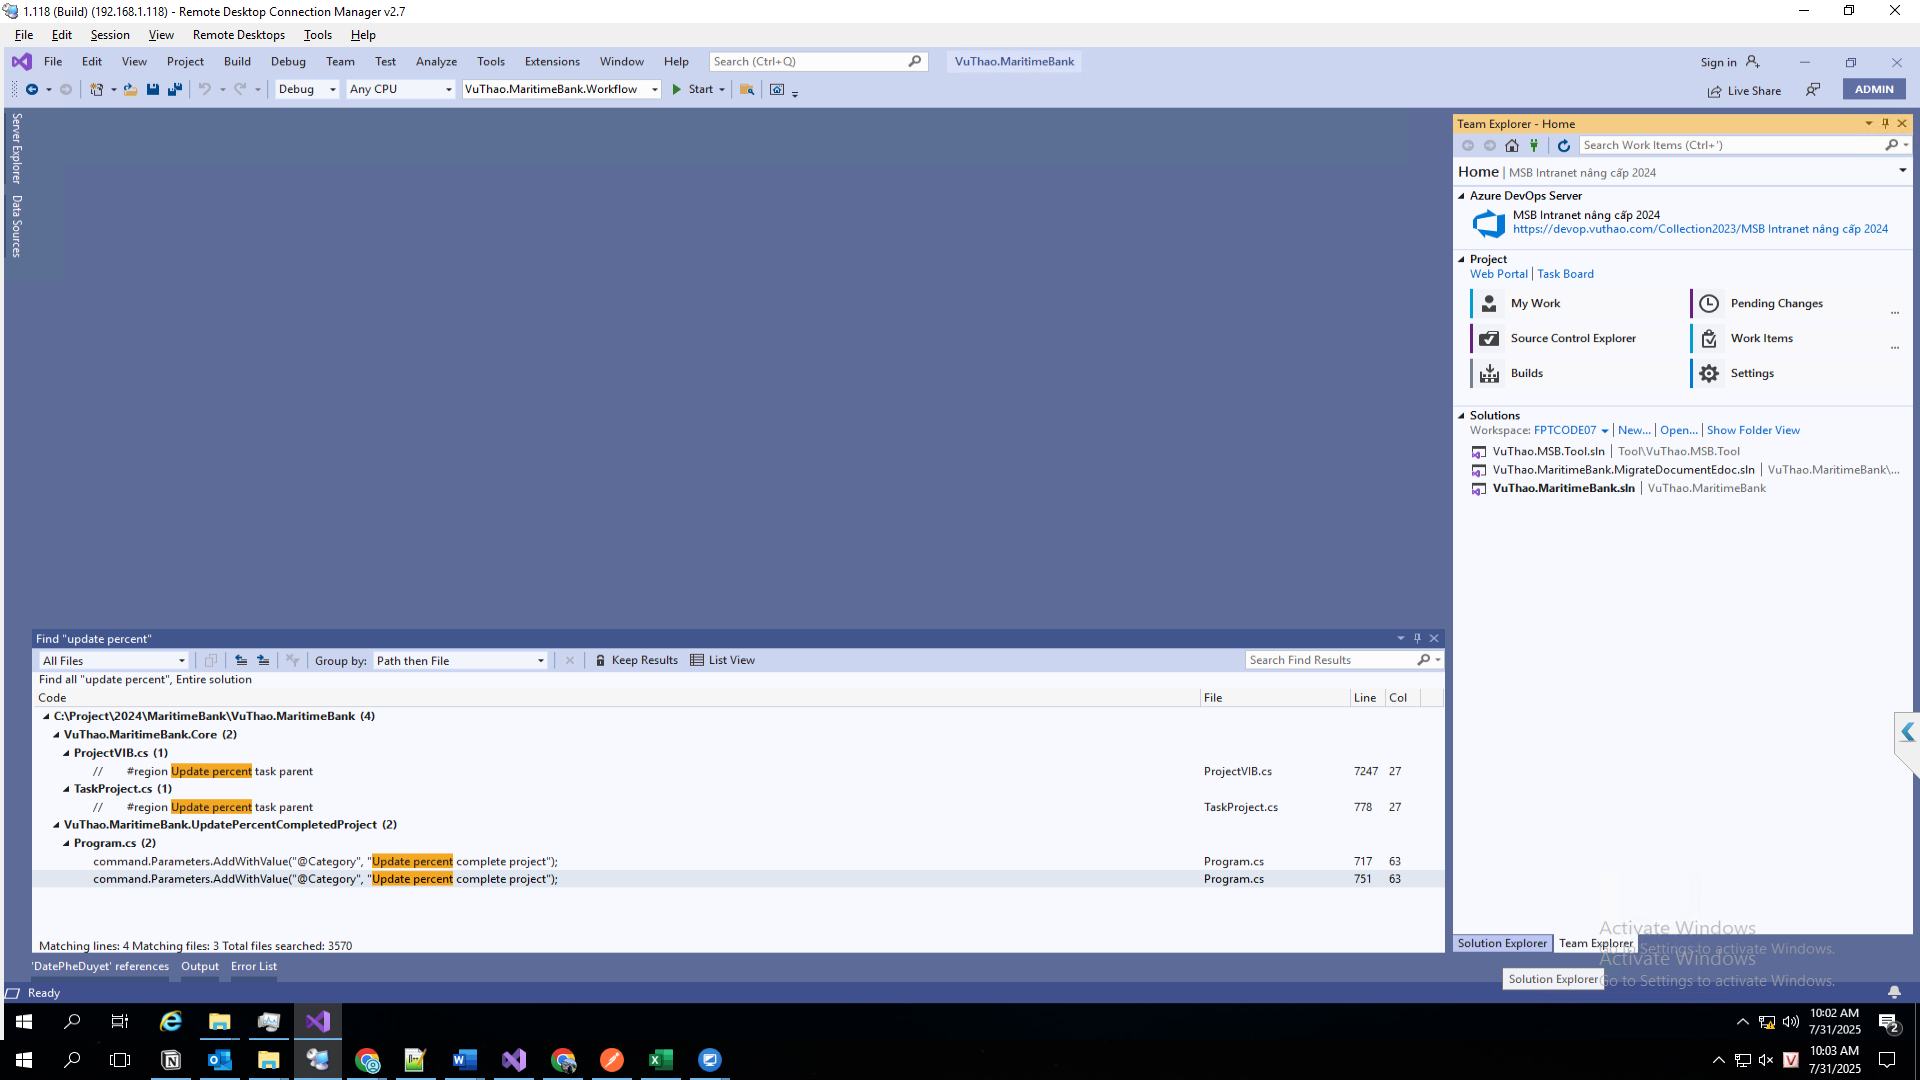 1.118 (Build) (192.168.1.118) - Remote Desktop Connection Manager v2.7
File Edit Session View Remote Desktops Tools Help
File Edit View Project Build Debug Team Test Analyze Tools Extensions Window Help Search (Ctrl+Q) VuThao.MaritimeBank Sign in
Debug Any CPU VuThao.MaritimeBank.Workflow Start Live Share ADMIN
Server Explorer
Data Sources
Team Explorer - Home
Search Work Items (Ctrl+')
Home | MSB Intranet nâng cấp 2024
Azure DevOps Server
MSB Intranet nâng cấp 2024
https://devop.vuthao.com/Collection2023/MSB Intranet nâng cấp 2024
Project
Web Portal | Task Board
My Work Pending Changes ...
Source Control Explorer Work Items ...
Builds Settings
Solutions
Workspace: FPTCODE07 | New... | Open... | Show Folder View
VuThao.MSB.Tool.sln | Tool\VuThao.MSB.Tool
VuThao.MaritimeBank.MigrateDocumentEdoc.sln | VuThao.MaritimeBank\...
VuThao.MaritimeBank.sln | VuThao.MaritimeBank
Find "update percent"
All Files Group by: Path then File Keep Results List View Search Find Results
Find all "update percent", Entire solution
Code File Line Col
C:\Project\2024\MaritimeBank\VuThao.MaritimeBank (4)
VuThao.MaritimeBank.Core (2)
ProjectVIB.cs (1)
// #region Update percent task parent ProjectVIB.cs 7247 27
TaskProject.cs (1)
// #region Update percent task parent TaskProject.cs 778 27
VuThao.MaritimeBank.UpdatePercentCompletedProject (2)
Program.cs (2)
command.Parameters.AddWithValue("@Category", "Update percent complete project"); Program.cs 717 63
command.Parameters.AddWithValue("@Category", "Update percent complete project"); Program.cs 751 63
Matching lines: 4 Matching files: 3 Total files searched: 3570
'DatePheDuyet' references Output Error List
Solution Explorer Team Explorer
Activate Windows
Go to Settings to activate Windows.
Activate Windows
Go to Settings to activate Windows.
Solution Explorer
Ready
10:02 AM
7/31/2025
2
10:03 AM
7/31/2025